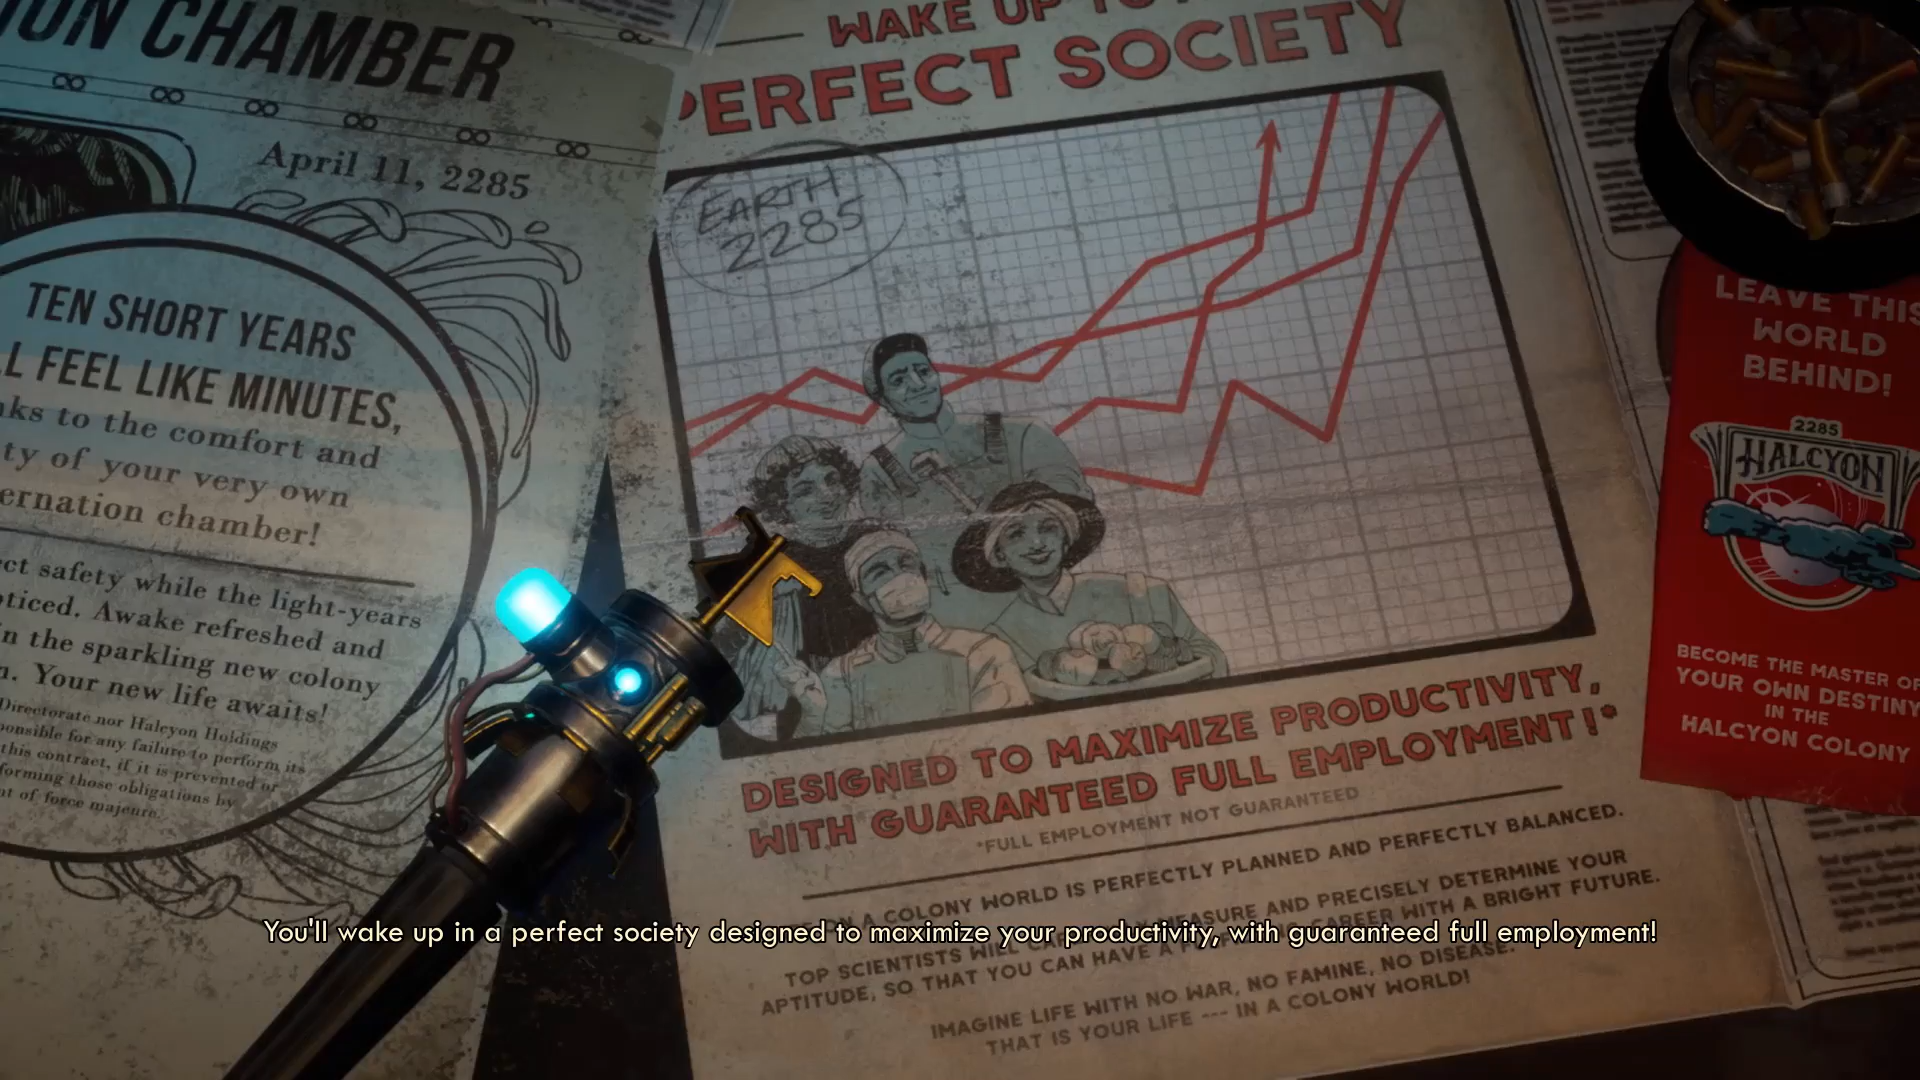 ION CHAMBER
April 11, 2285
TEN SHORT YEARS
LL FEEL LIKE MINUTES,
nks to the comfort and
ty of your very own
ernation chamber!
ect safety while the light-years
oticed. Awake refreshed and
in the sparkling new colony
n. Your new life awaits!
Directorate nor Halcyon Holdings
ponsible for any failure to perform its
this contract, if it is prevented or
forming those obligations by
nt of force majeure.
WAKE UP TO
PERFECT SOCIETY
EARTH
2285
DESIGNED TO MAXIMIZE PRODUCTIVITY,
WITH GUARANTEED FULL EMPLOYMENT!*
*FULL EMPLOYMENT NOT GUARANTEED
ON A COLONY WORLD IS PERFECTLY PLANNED AND PERFECTLY BALANCED.
TOP SCIENTISTS WILL MEASURE AND PRECISELY DETERMINE YOUR
APTITUDE, SO THAT YOU CAN HAVE A CAREER WITH A BRIGHT FUTURE.
IMAGINE LIFE WITH NO WAR, NO FAMINE, NO DISEASE.
THAT IS YOUR LIFE --- IN A COLONY WORLD!
LEAVE THIS
WORLD
BEHIND!
2285
HALCYON
BECOME THE MASTER OF
YOUR OWN DESTINY
IN THE
HALCYON COLONY
You'll wake up in a perfect society designed to maximize your productivity, with guaranteed full employment!